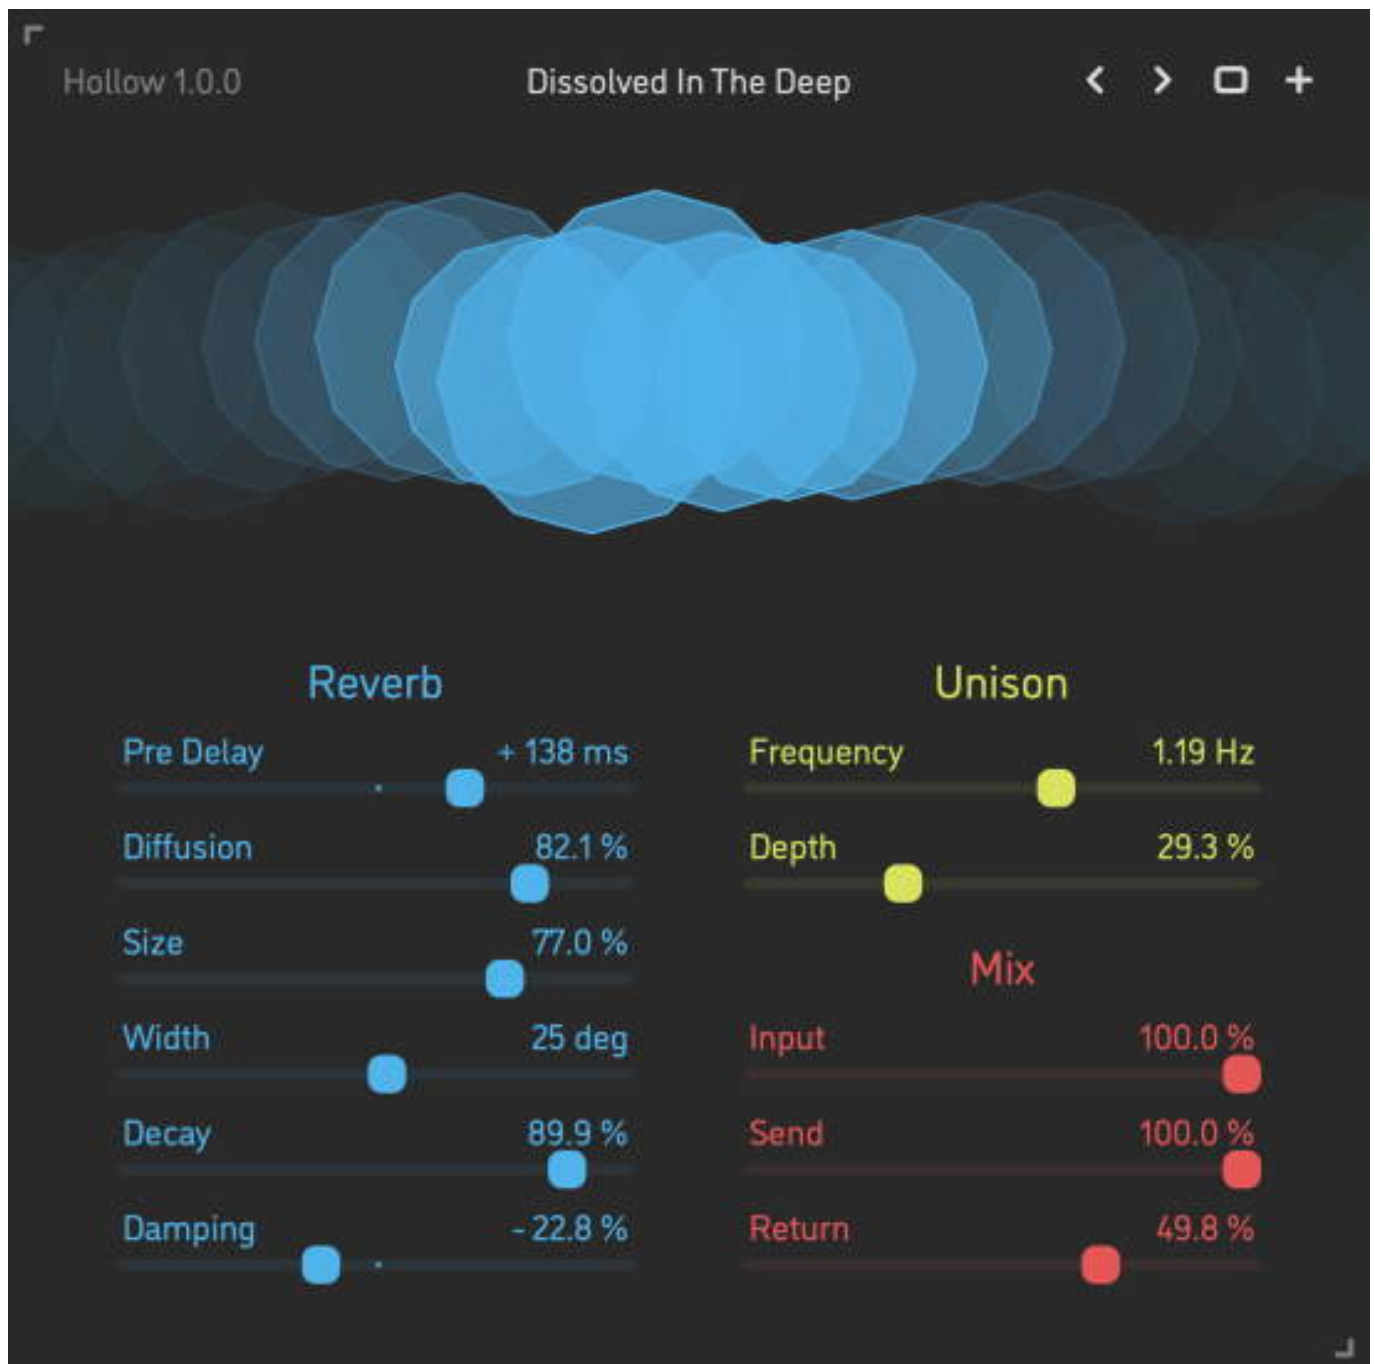 Hollow 1.0.0 Dissolved In The Deep
Reverb
Pre Delay + 138 ms
Diffusion 82.1 %
Size 77.0 %
Width 25 deg
Decay 89.9 %
Damping - 22.8 %
Unison
Frequency 1.19 Hz
Depth 29.3 %
Mix
Input 100.0 %
Send 100.0 %
Return 49.8 %